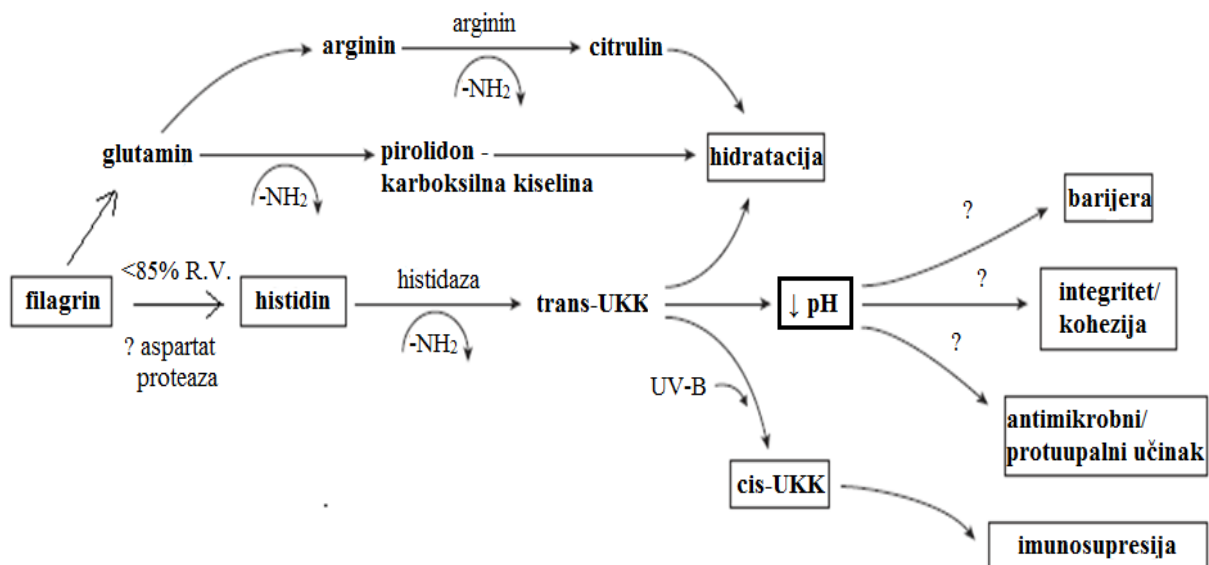 arginin
arginin
citrulin
-NH2
glutamin
pirolidon -
karboksilna kiselina
hidratacija
-NH2
barijera
?
<85% R.V.
filagrin
histidin
histidaza
trans-UKK
↓ pH
?
integritet/
kohezija
? aspartat
proteaza
-NH2
?
UV-B
antimikrobni/
protuupalni učinak
cis-UKK
imunosupresija